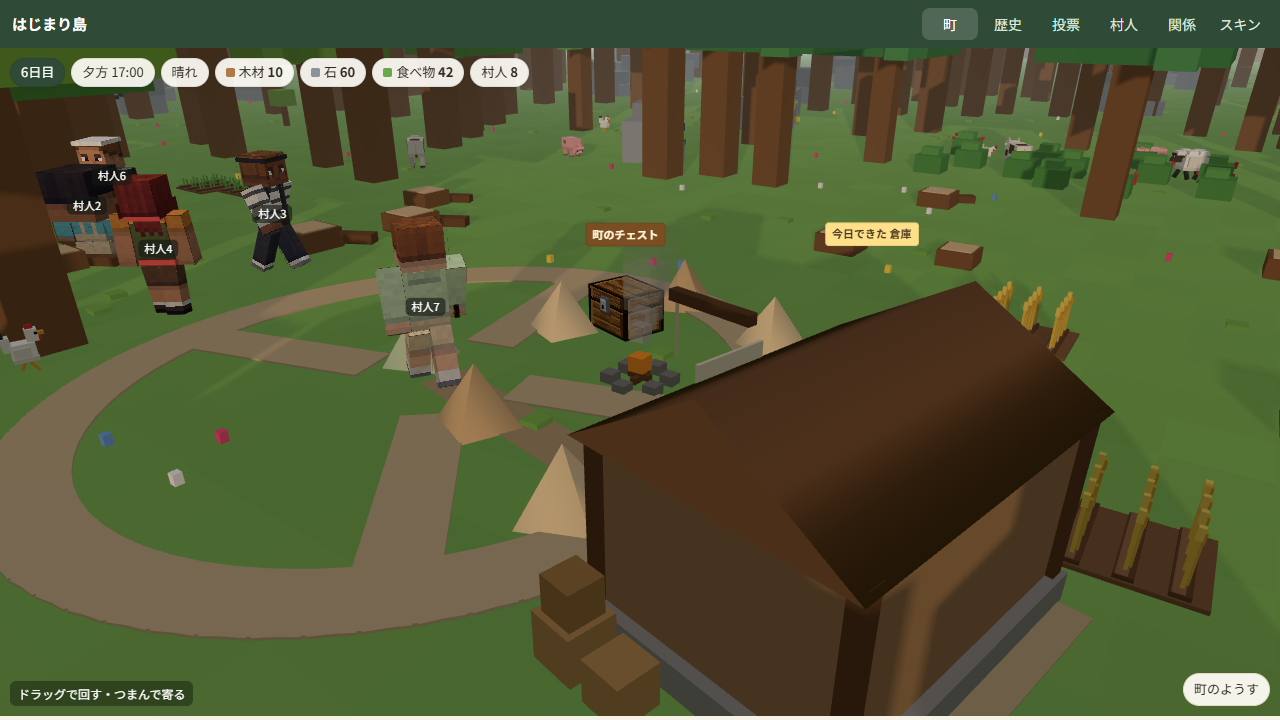 はじまり島
町
歴史
投票
村人
関係
スキン
6日目
夕方 17:00
晴れ
木材 10
石 60
食べ物 42
村人 8
村人6
村人2
村人3
村人4
町のチェスト
今日できた 倉庫
村人7
ドラッグで回す・つまんで寄る
町のようす